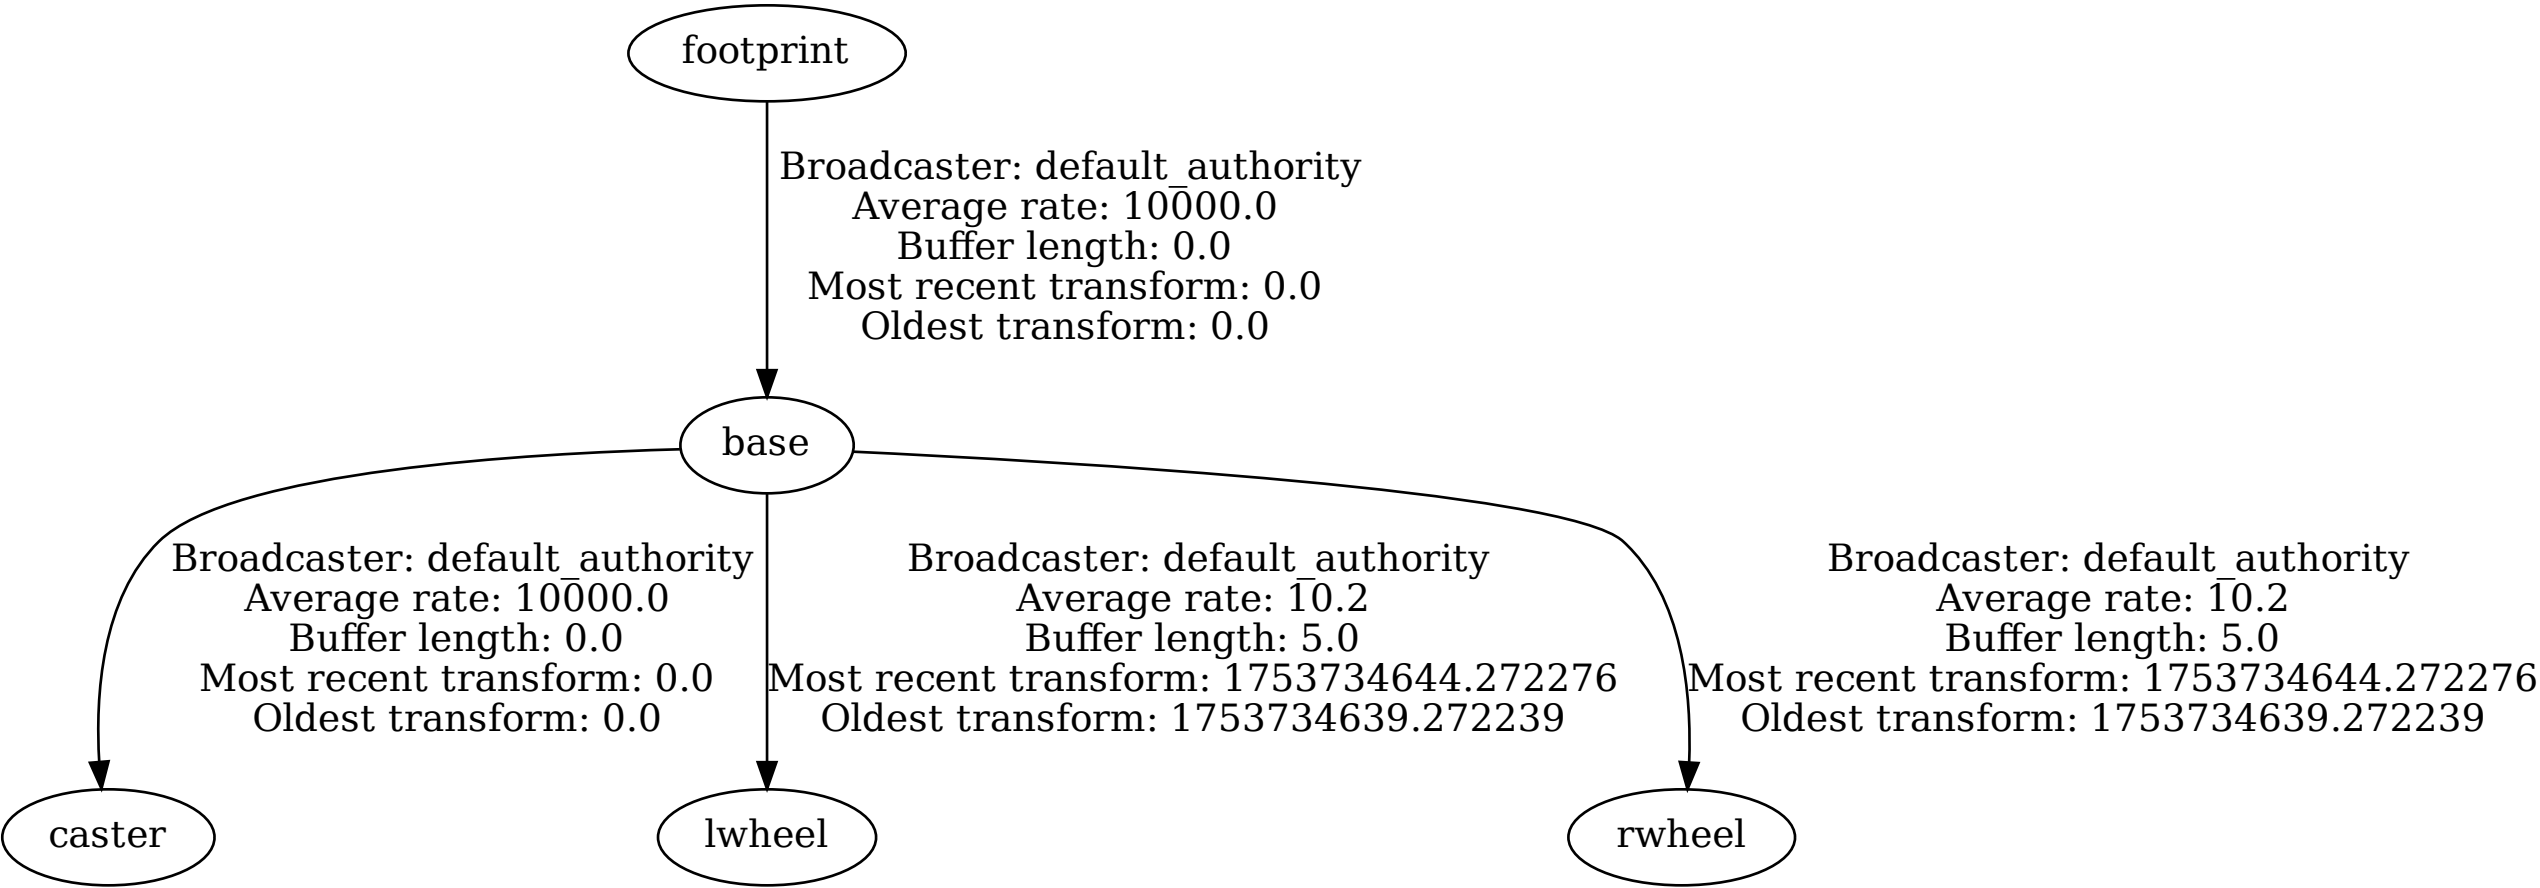 footprint
Broadcaster: default_authority
Average rate: 10000.0
Buffer length: 0.0
Most recent transform: 0.0
Oldest transform: 0.0
base
Broadcaster: default_authority
Average rate: 10000.0
Buffer length: 0.0
Most recent transform: 0.0
Oldest transform: 0.0
Broadcaster: default_authority
Average rate: 10.2
Buffer length: 5.0
Most recent transform: 1753734644.272276
Oldest transform: 1753734639.272239
Broadcaster: default_authority
Average rate: 10.2
Buffer length: 5.0
Most recent transform: 1753734644.272276
Oldest transform: 1753734639.272239
caster
lwheel
rwheel